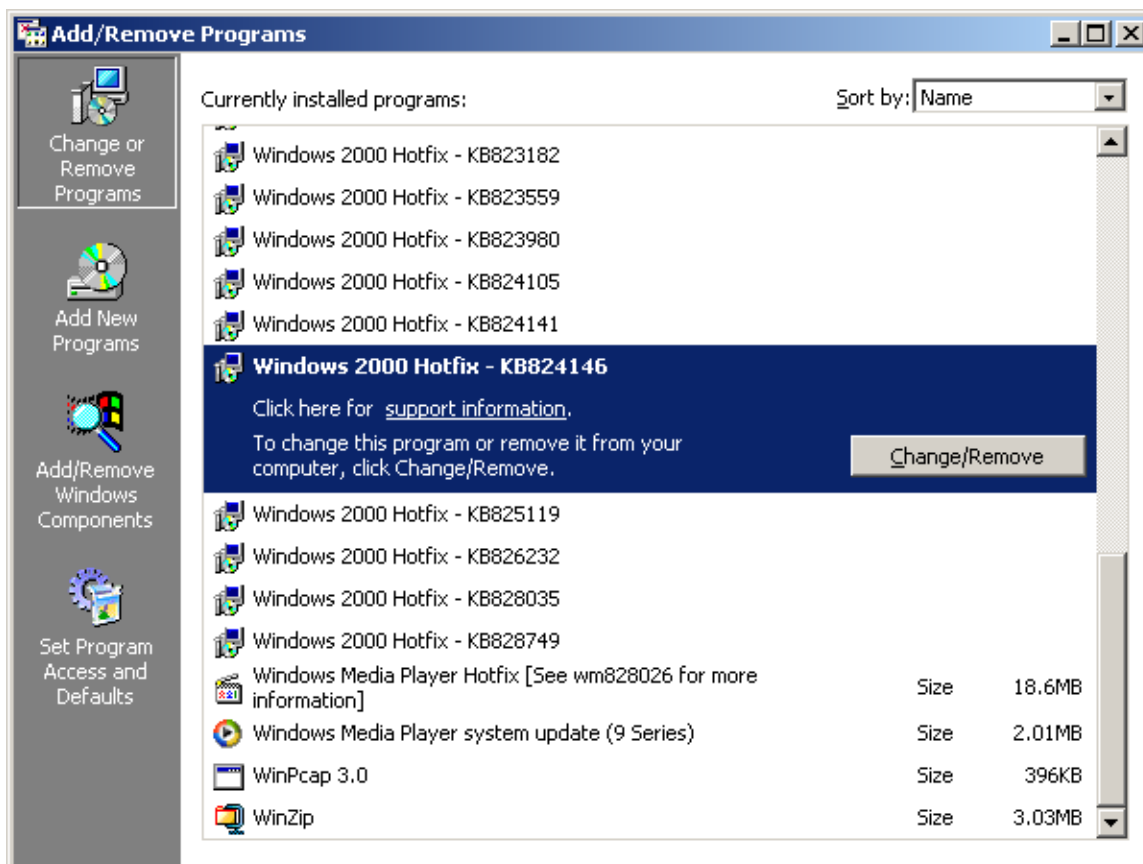 Add/Remove Programs
Change or
Remove
Programs
Add New
Programs
Add/Remove
Windows
Components
Set Program
Access and
Defaults
Currently installed programs:
Sort by: Name
Windows 2000 Hotfix - KB823182
Windows 2000 Hotfix - KB823559
Windows 2000 Hotfix - KB823980
Windows 2000 Hotfix - KB824105
Windows 2000 Hotfix - KB824141
Windows 2000 Hotfix - KB824146
Click here for support information.
To change this program or remove it from your
computer, click Change/Remove.
Change/Remove
Windows 2000 Hotfix - KB825119
Windows 2000 Hotfix - KB826232
Windows 2000 Hotfix - KB828035
Windows 2000 Hotfix - KB828749
Windows Media Player Hotfix [See wm828026 for more
information]
Size 18.6MB
Windows Media Player system update (9 Series) Size 2.01MB
WinPcap 3.0 Size 396KB
WinZip Size 3.03MB